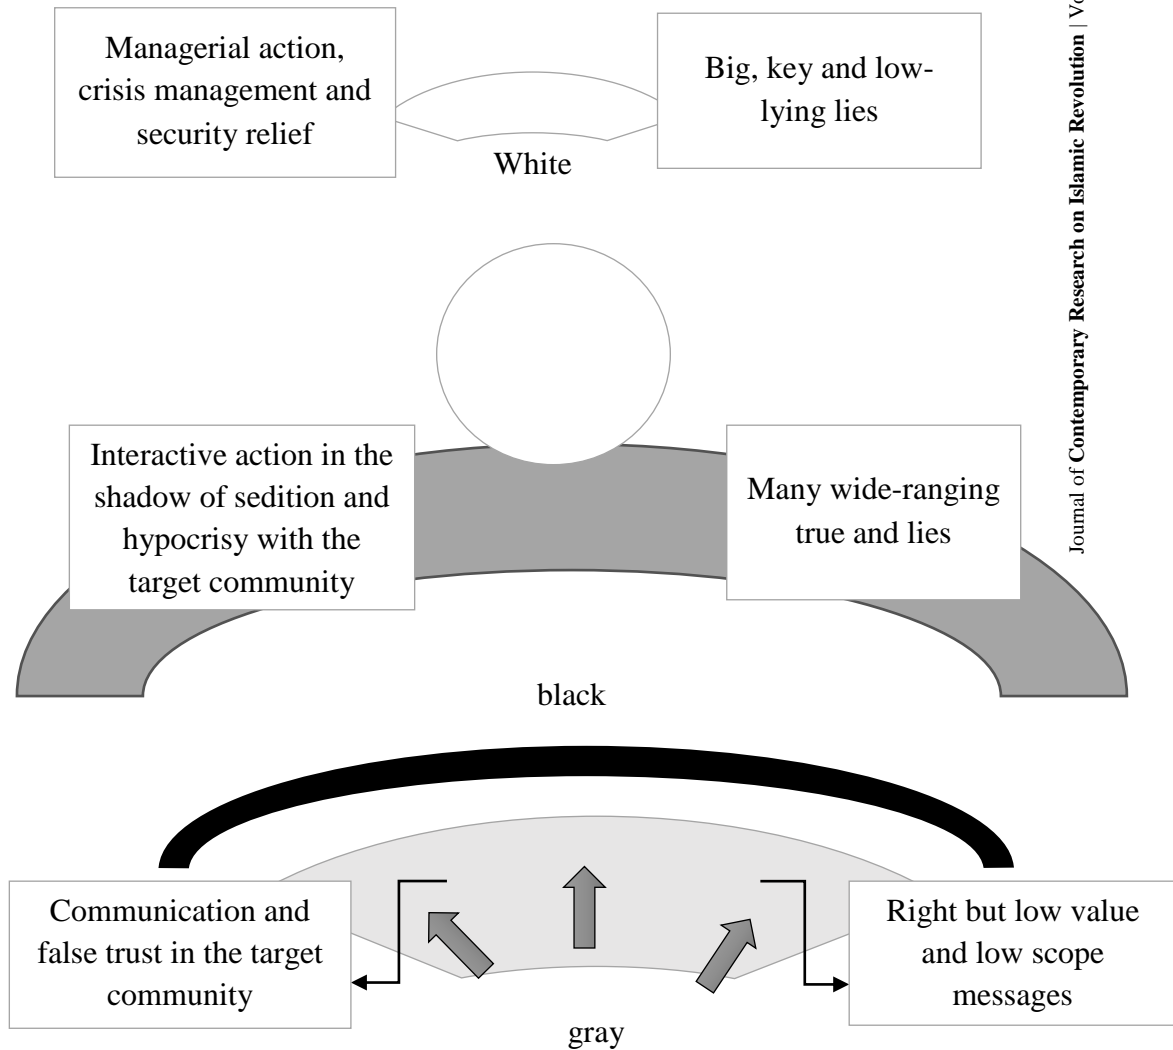 Managerial action,
crisis management and
security relief
Big, key and low-
lying lies
White
Interactive action in the
shadow of sedition and
hypocrisy with the
target community
Many wide-ranging
true and lies
black
Communication and
false trust in the target
community
Right but low value
and low scope
messages
gray
Journal of Contemporary Research on Islamic Revolution |